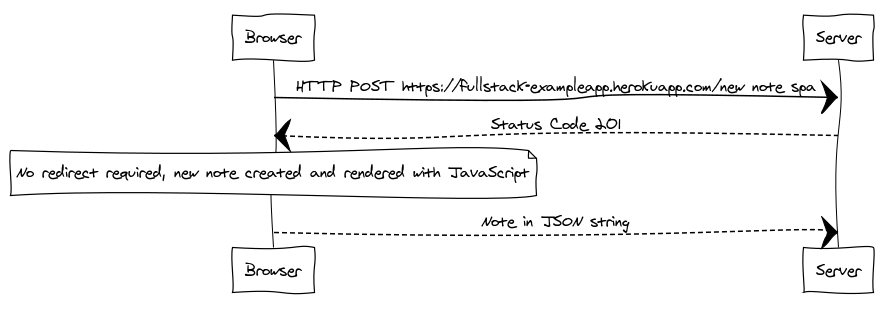 Browser
Server
HTTP POST https://fullstack-exampleapp.herokuapp.com/new note spa
Status Code 201
No redirect required, new note created and rendered with JavaScript
Note in JSON string
Browser
Server